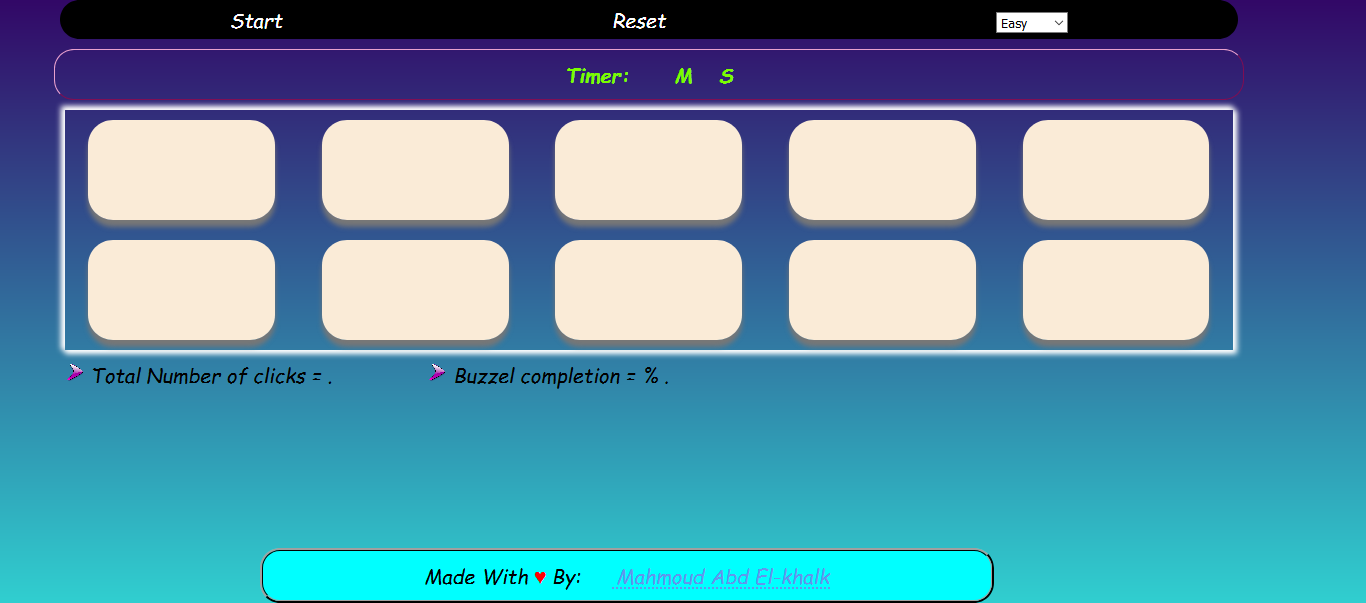 Start Reset Easy
Timer: M S
Total Number of clicks = . Buzzel completion = % .
Made With ♥ By: Mahmoud Abd El-khalk